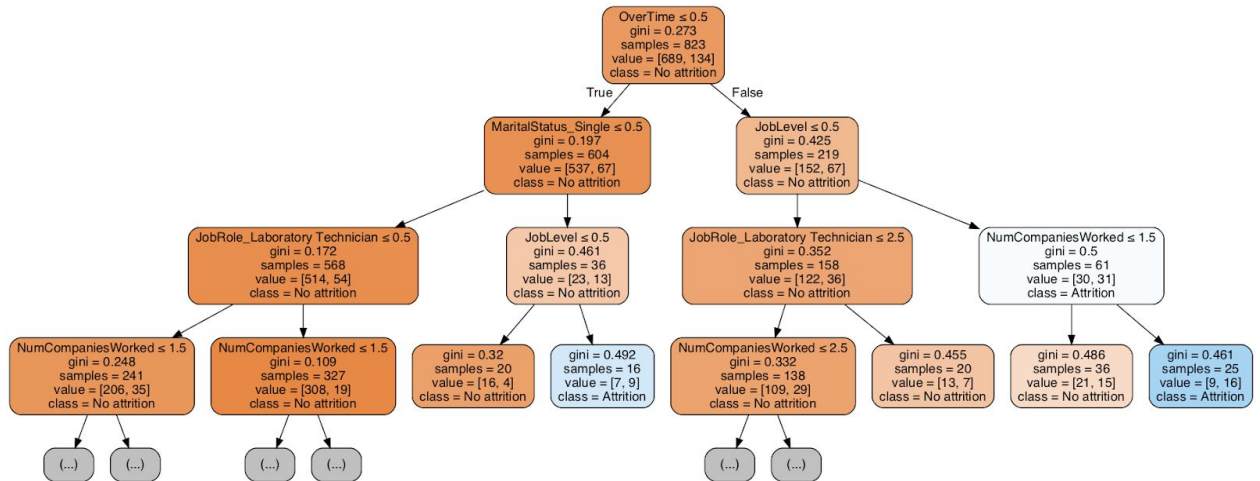 OverTime ≤ 0.5
gini = 0.273
samples = 823
value = [689, 134]
class = No attrition
True
False
MaritalStatus_Single ≤ 0.5
gini = 0.197
samples = 604
value = [537, 67]
class = No attrition
JobLevel ≤ 0.5
gini = 0.425
samples = 219
value = [152, 67]
class = No attrition
JobRole_Laboratory Technician ≤ 0.5
gini = 0.172
samples = 568
value = [514, 54]
class = No attrition
JobLevel ≤ 0.5
gini = 0.461
samples = 36
value = [23, 13]
class = No attrition
JobRole_Laboratory Technician ≤ 2.5
gini = 0.352
samples = 158
value = [122, 36]
class = No attrition
NumCompaniesWorked ≤ 1.5
gini = 0.5
samples = 61
value = [30, 31]
class = Attrition
NumCompaniesWorked ≤ 1.5
gini = 0.248
samples = 241
value = [206, 35]
class = No attrition
NumCompaniesWorked ≤ 1.5
gini = 0.109
samples = 327
value = [308, 19]
class = No attrition
gini = 0.32
samples = 20
value = [16, 4]
class = No attrition
gini = 0.492
samples = 16
value = [7, 9]
class = Attrition
NumCompaniesWorked ≤ 2.5
gini = 0.332
samples = 138
value = [109, 29]
class = No attrition
gini = 0.455
samples = 20
value = [13, 7]
class = No attrition
gini = 0.486
samples = 36
value = [21, 15]
class = No attrition
gini = 0.461
samples = 25
value = [9, 16]
class = Attrition
(...)
(...)
(...)
(...)
(...)
(...)